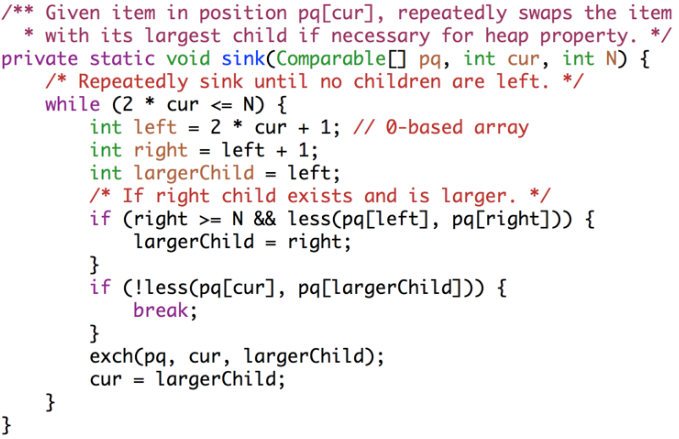 /** Given item in position pq[cur], repeatedly swaps the item
 * with its largest child if necessary for heap property. */
private static void sink(Comparable[] pq, int cur, int N) {
    /* Repeatedly sink until no children are left. */
    while (2 * cur <= N) {
        int left = 2 * cur + 1; // 0-based array
        int right = left + 1;
        int largerChild = left;
        /* If right child exists and is larger. */
        if (right >= N && less(pq[left], pq[right])) {
            largerChild = right;
        }
        if (!less(pq[cur], pq[largerChild])) {
            break;
        }
        exch(pq, cur, largerChild);
        cur = largerChild;
    }
}